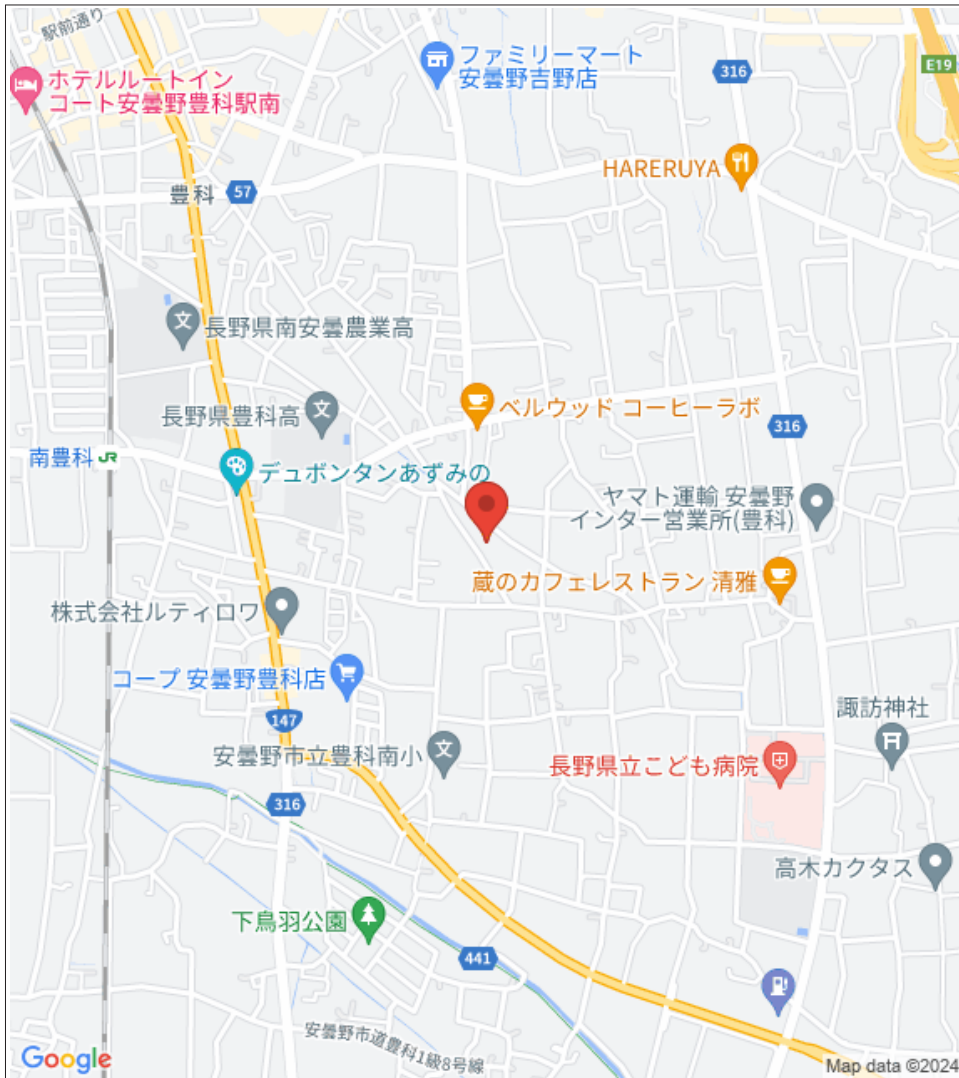 駅前通り
ホテルルートイン
コート安曇野豊科駅南
ファミリーマート
安曇野吉野店
316
E19
HARERUYA
豊科
57
長野県南安曇農業高
長野県豊科高
ベルウッド コーヒーラボ
316
南豊科
JR
デュボンタンあずみの
ヤマト運輸 安曇野
インター営業所(豊科)
蔵のカフェレストラン 清雅
株式会社ルティロワ
コープ 安曇野豊科店
147
諏訪神社
安曇野市立豊科南小
長野県立こども病院
316
高木カクタス
下鳥羽公園
441
安曇野市道豊科1級8号線
Google
Map data ©2024